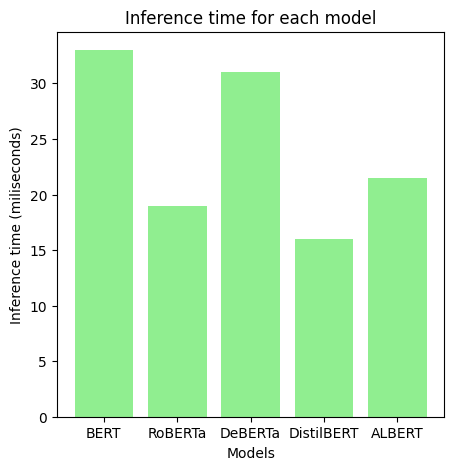 Inference time for each model
Inference time (miliseconds)
30
25
20
15
10
5
0
BERT RoBERTa DeBERTa DistilBERT ALBERT
Models